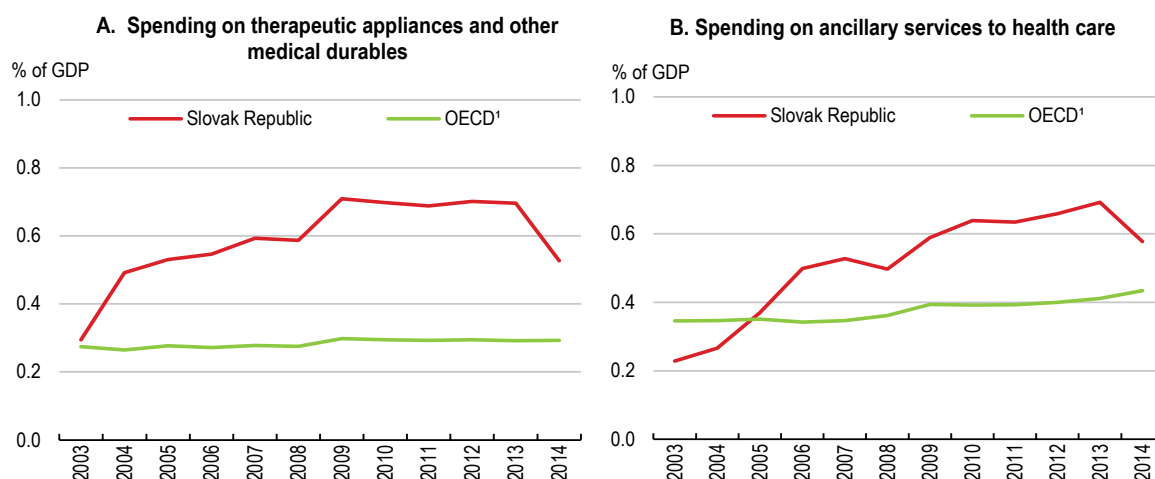 A. Spending on therapeutic appliances and other
medical durables
% of GDP
1.0
Slovak Republic OECD¹
0.8
0.6
0.4
0.2
0.0
2003 2004 2005 2006 2007 2008 2009 2010 2011 2012 2013 2014
B. Spending on ancillary services to health care
% of GDP
1.0
Slovak Republic OECD¹
0.8
0.6
0.4
0.2
0.0
2003 2004 2005 2006 2007 2008 2009 2010 2011 2012 2013 2014